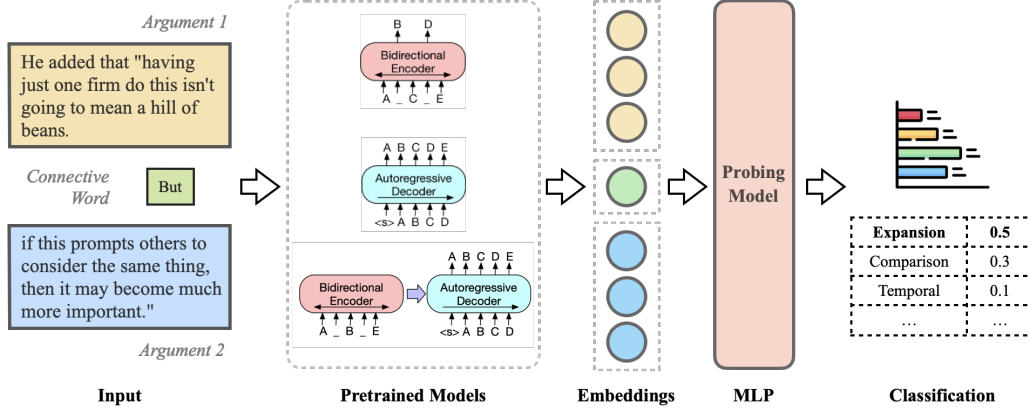 Argument 1
He added that "having
just one firm do this isn't
going to mean a hill of
beans.
Connective
Word
But
if this prompts others to
consider the same thing,
then it may become much
more important."
Argument 2
Input
B D
Bidirectional
Encoder
A _ C _ E
A B C D E
Autoregressive
Decoder
<s> A B C D
Bidirectional
Encoder
A _ B _ E
A B C D E
Autoregressive
Decoder
<s> A B C D
Pretrained Models
Embeddings
Probing
Model
MLP
Expansion 0.5
Comparison 0.3
Temporal 0.1
... ...
Classification